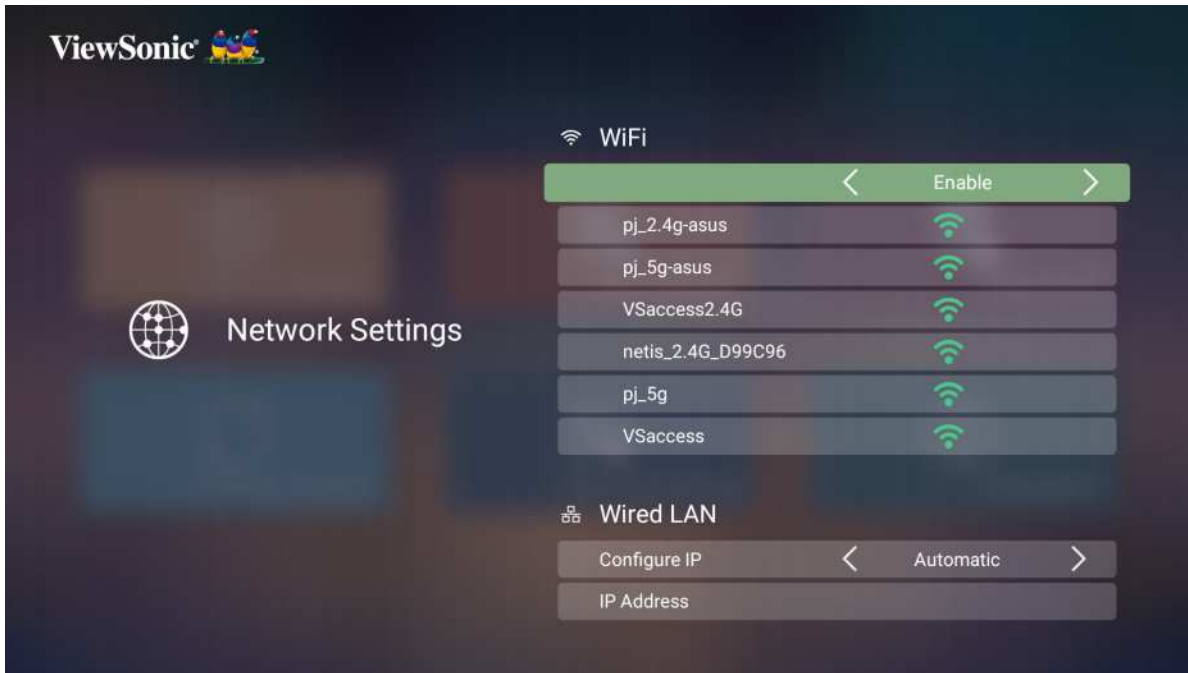 ViewSonic®
WiFi
Enable
pj_2.4g-asus
pj_5g-asus
VSaccess2.4G
Network Settings
netis_2.4G_D99C96
pj_5g
VSaccess
Wired LAN
Configure IP Automatic
IP Address